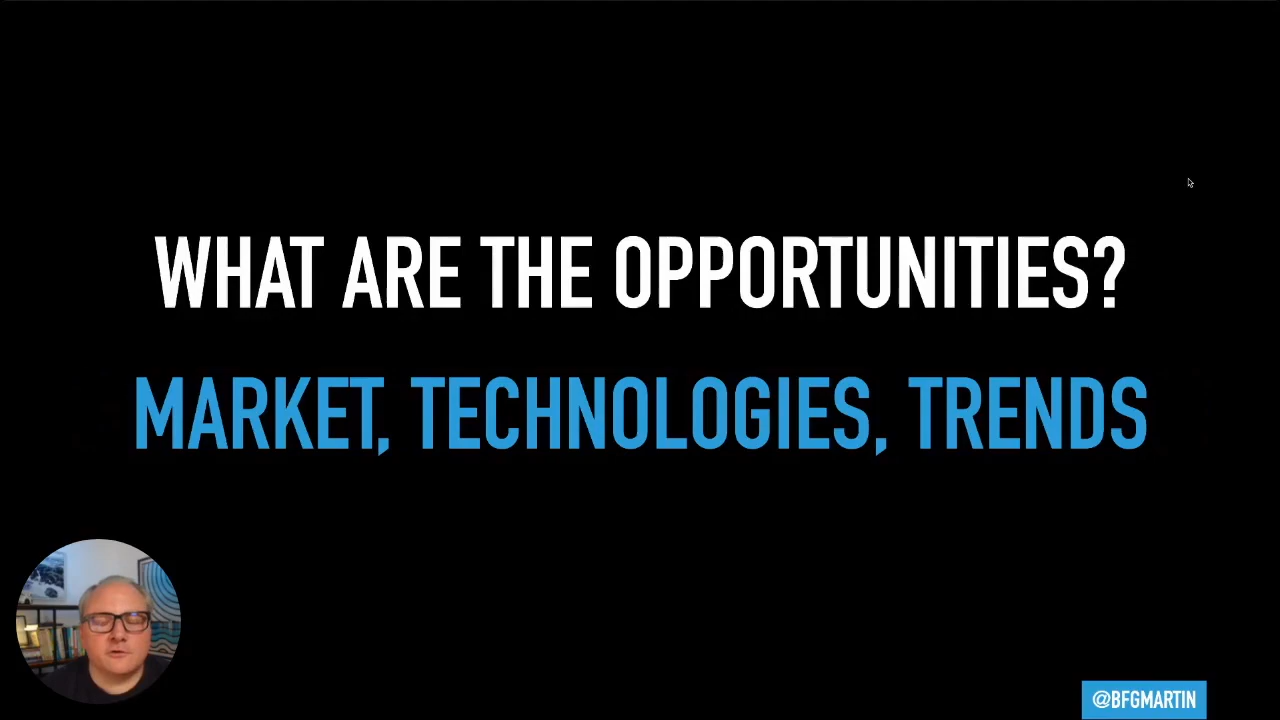 WHAT ARE THE OPPORTUNITIES?
MARKET, TECHNOLOGIES, TRENDS
@BFGMARTIN